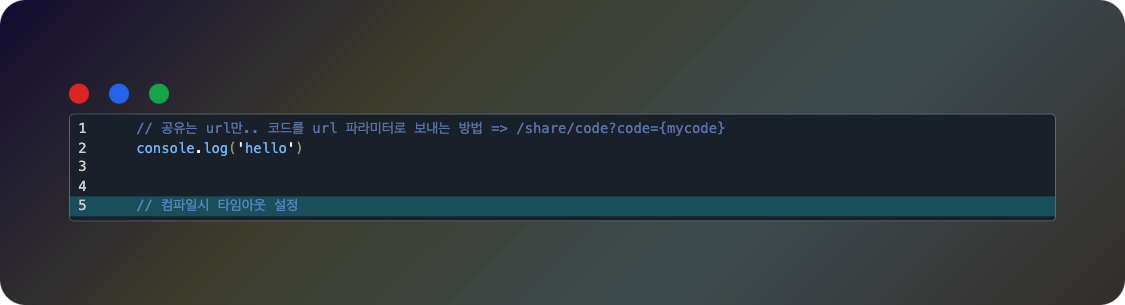 1 // 공유는 url만.. 코드를 url 파라미터로 보내는 방법 => /share/code?code={mycode}
2 console.log('hello')
3
4
5 // 컴파일시 타임아웃 설정